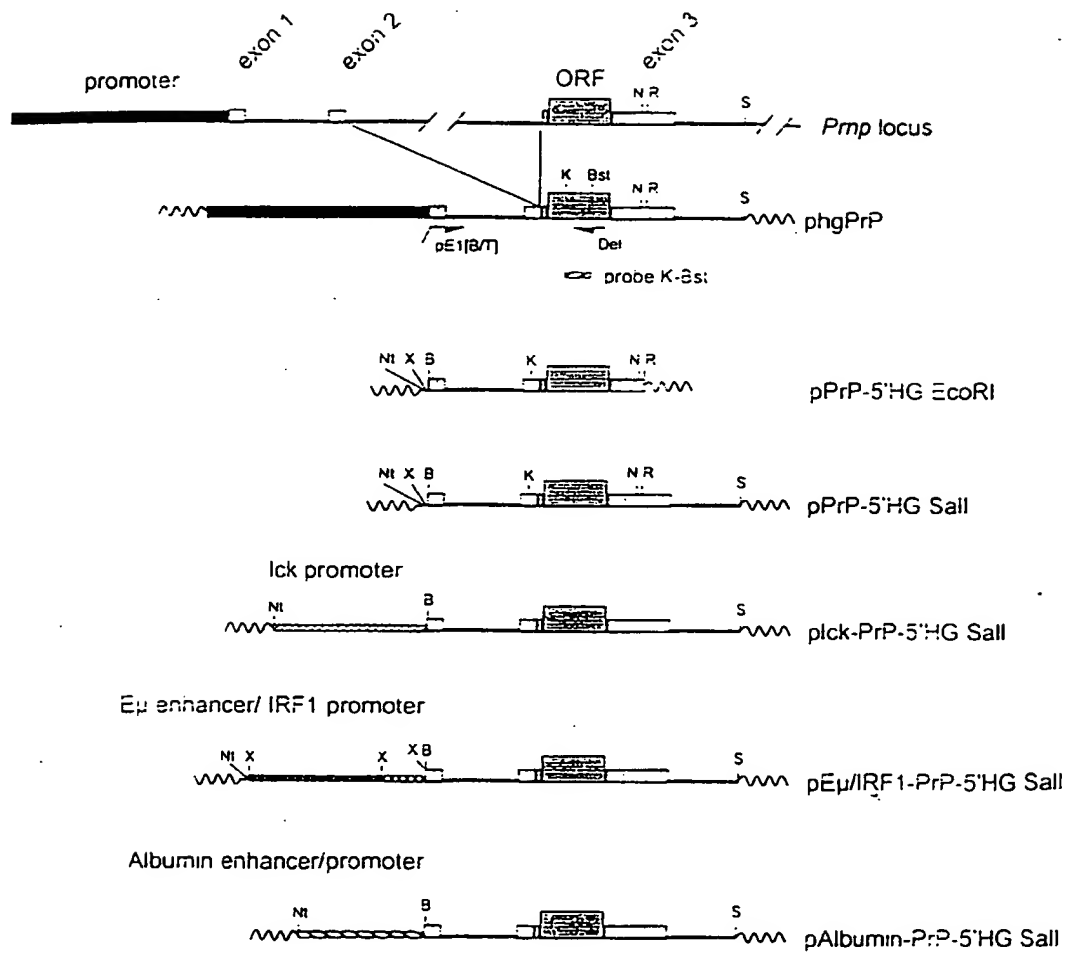 exon 1
exon 2
exon 3
promoter
ORF
N R
S
Prnp locus
K Bst
N R
S
phgPrP
pE1[B/T]
Del
probe K-Bst
Nt X B
K
N R
pPrP-5'HG EcoRI
Nt X B
K
N R
S
pPrP-5'HG SalI
lck promoter
Nt
B
S
plck-PrP-5'HG SalI
Eµ enhancer/ IRF1 promoter
Nt X
X
X B
S
pEµ/IRF1-PrP-5'HG SalI
Albumin enhancer/promoter
Nt
B
S
pAlbumin-PrP-5'HG SalI